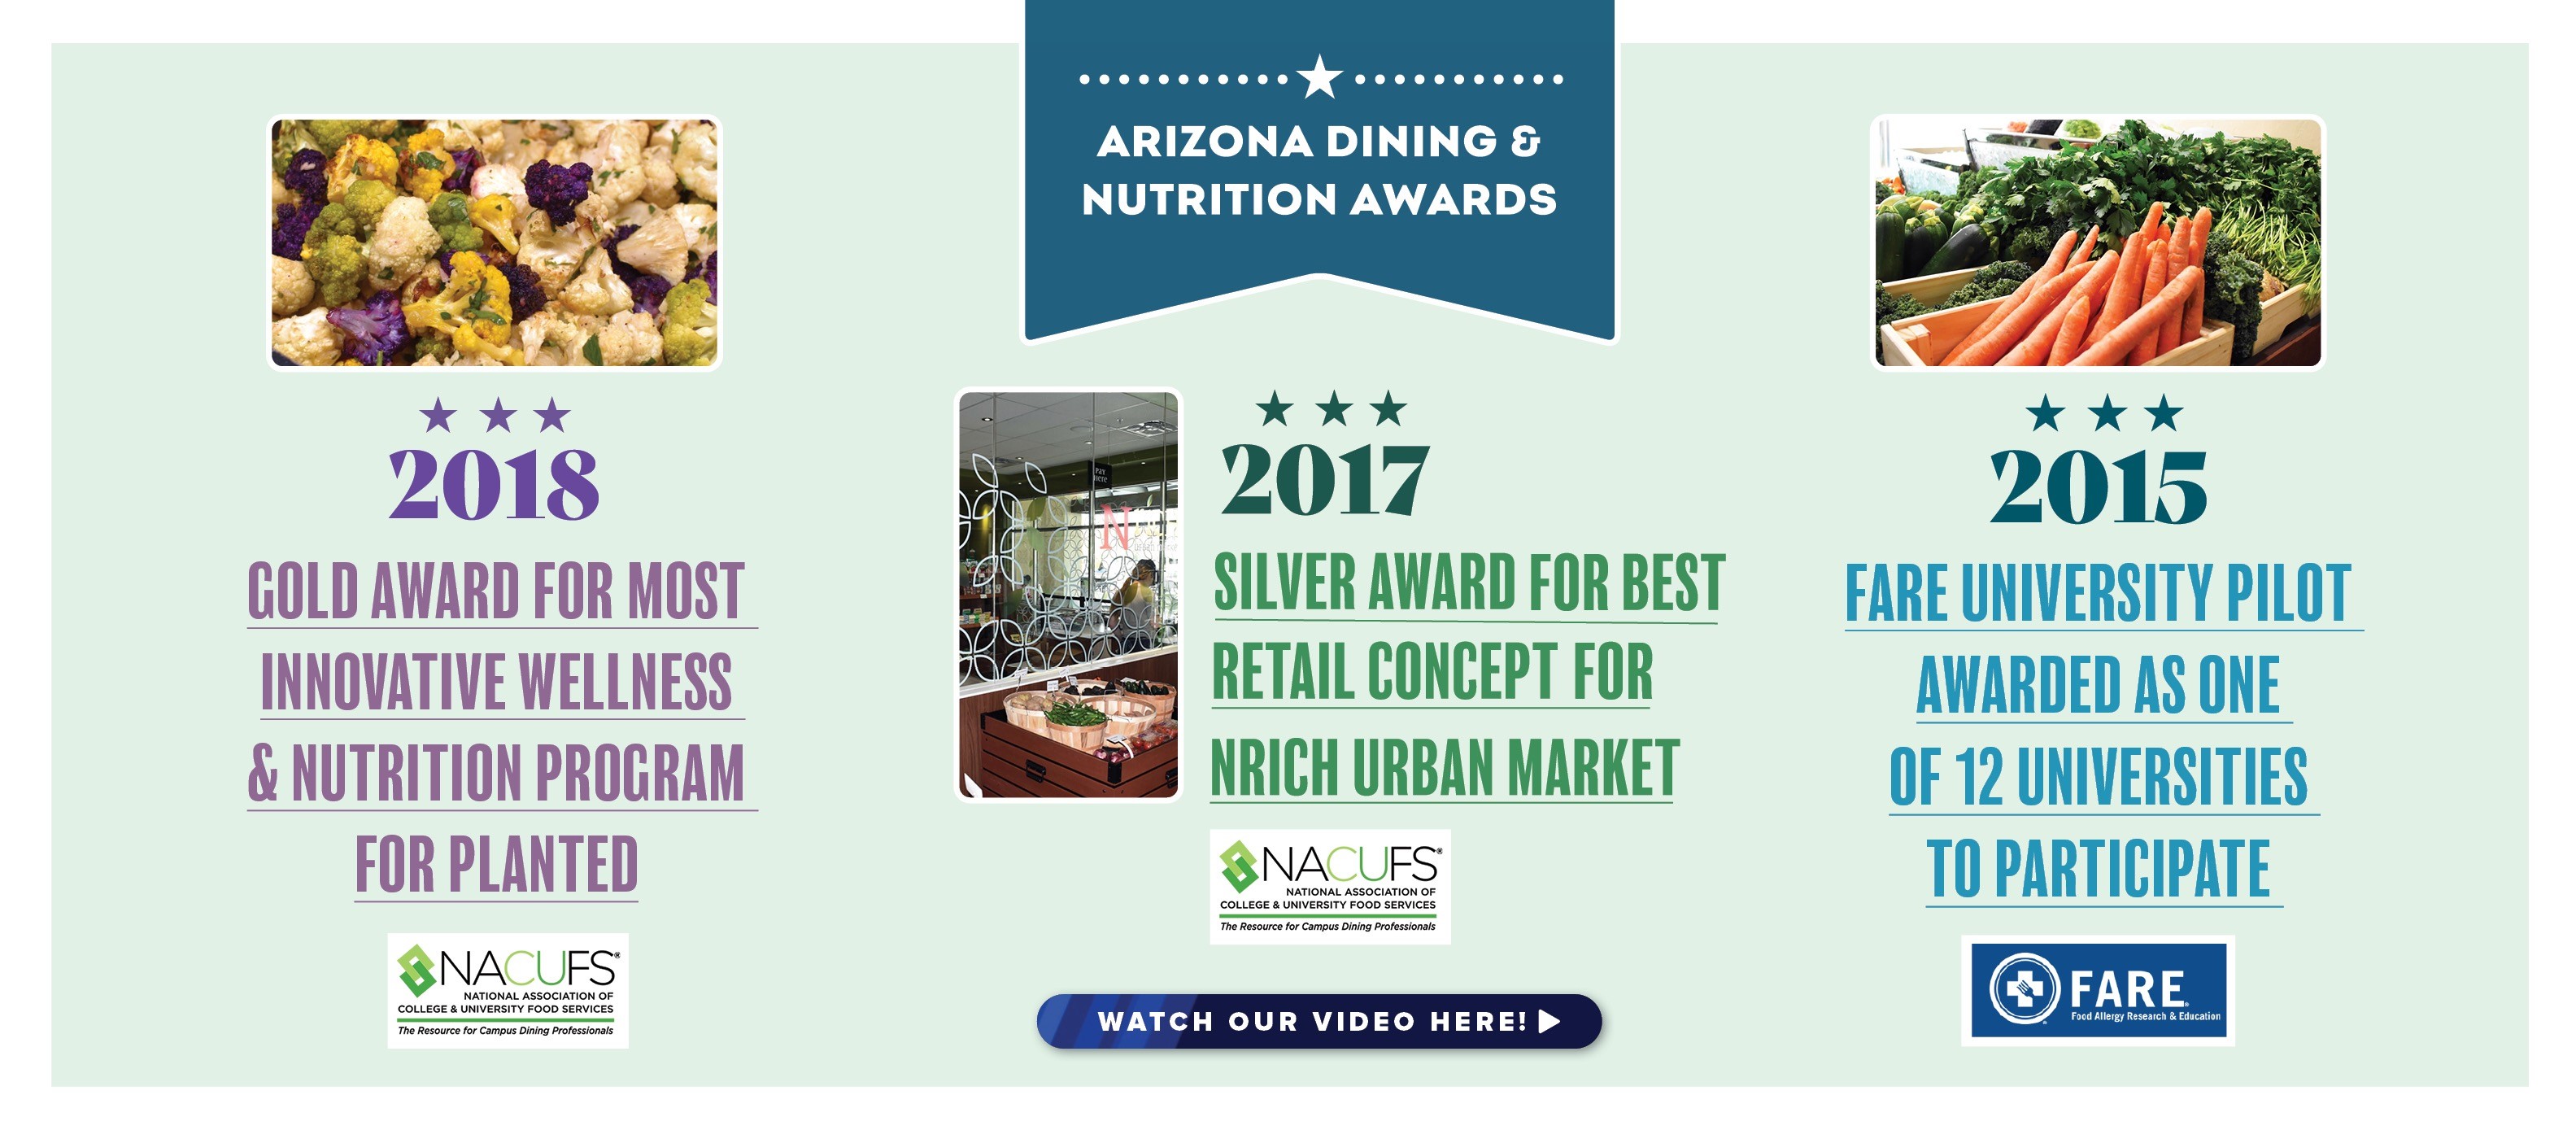 ARIZONA DINING &
NUTRITION AWARDS
2018
GOLD AWARD FOR MOST
INNOVATIVE WELLNESS
& NUTRITION PROGRAM
FOR PLANTED
NACUFS®
NATIONAL ASSOCIATION OF
COLLEGE & UNIVERSITY FOOD SERVICES
The Resource for Campus Dining Professionals
Pay
Here
N
2017
SILVER AWARD FOR BEST
RETAIL CONCEPT FOR
NRICH URBAN MARKET
NACUFS®
NATIONAL ASSOCIATION OF
COLLEGE & UNIVERSITY FOOD SERVICES
The Resource for Campus Dining Professionals
WATCH OUR VIDEO HERE!
2015
FARE UNIVERSITY PILOT
AWARDED AS ONE
OF 12 UNIVERSITIES
TO PARTICIPATE
FARE
Food Allergy Research & Education